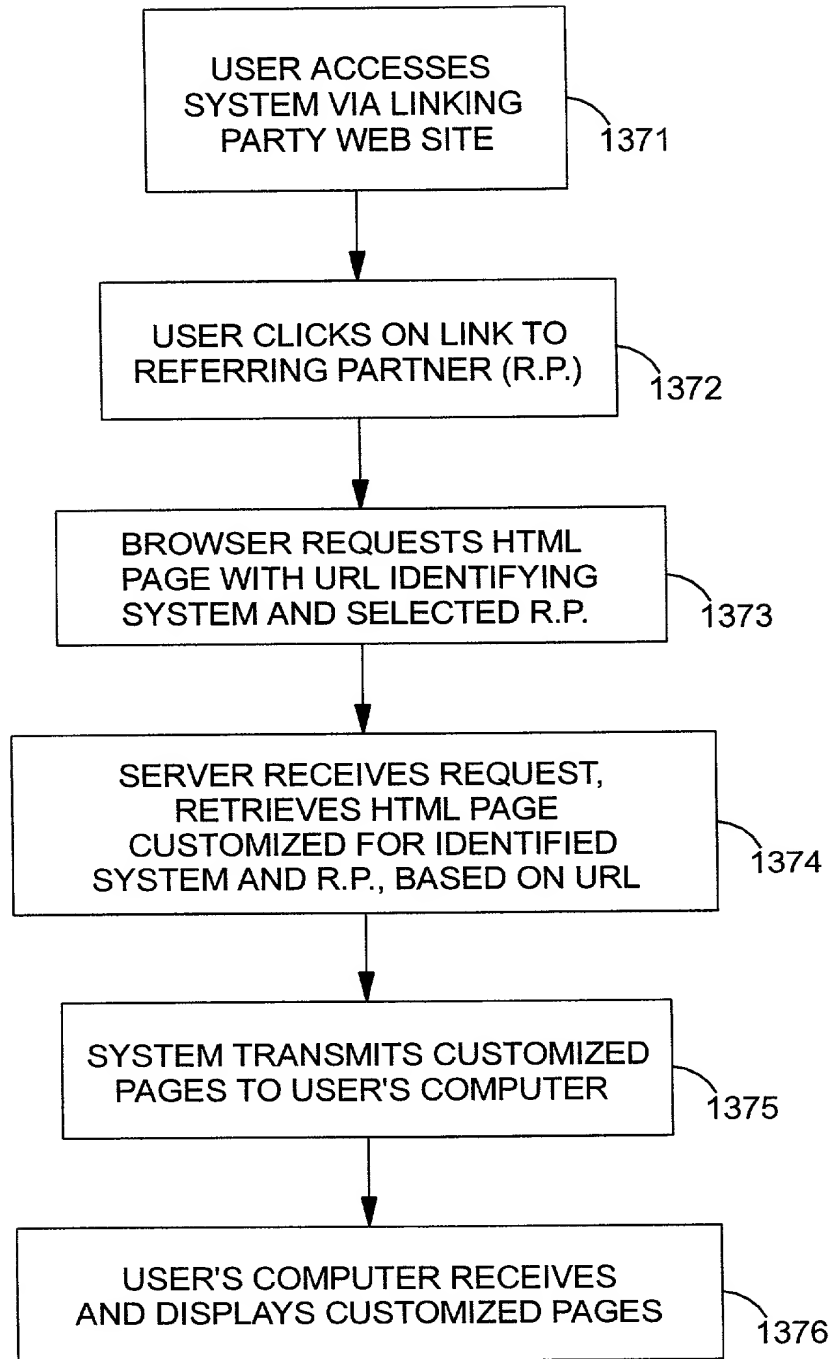 USER ACCESSES
SYSTEM VIA LINKING
PARTY WEB SITE
1371
USER CLICKS ON LINK TO
REFERRING PARTNER (R.P.)
1372
BROWSER REQUESTS HTML
PAGE WITH URL IDENTIFYING
SYSTEM AND SELECTED R.P.
1373
SERVER RECEIVES REQUEST,
RETRIEVES HTML PAGE
CUSTOMIZED FOR IDENTIFIED
SYSTEM AND R.P., BASED ON URL
1374
SYSTEM TRANSMITS CUSTOMIZED
PAGES TO USER'S COMPUTER
1375
USER'S COMPUTER RECEIVES
AND DISPLAYS CUSTOMIZED PAGES
1376